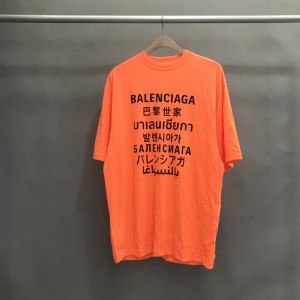 BALENCIAGA
巴黎世家
บาเลนเซียกา
발렌시아가
БАЛЕНСИАГА
バレンシアガ
بالنسياغا